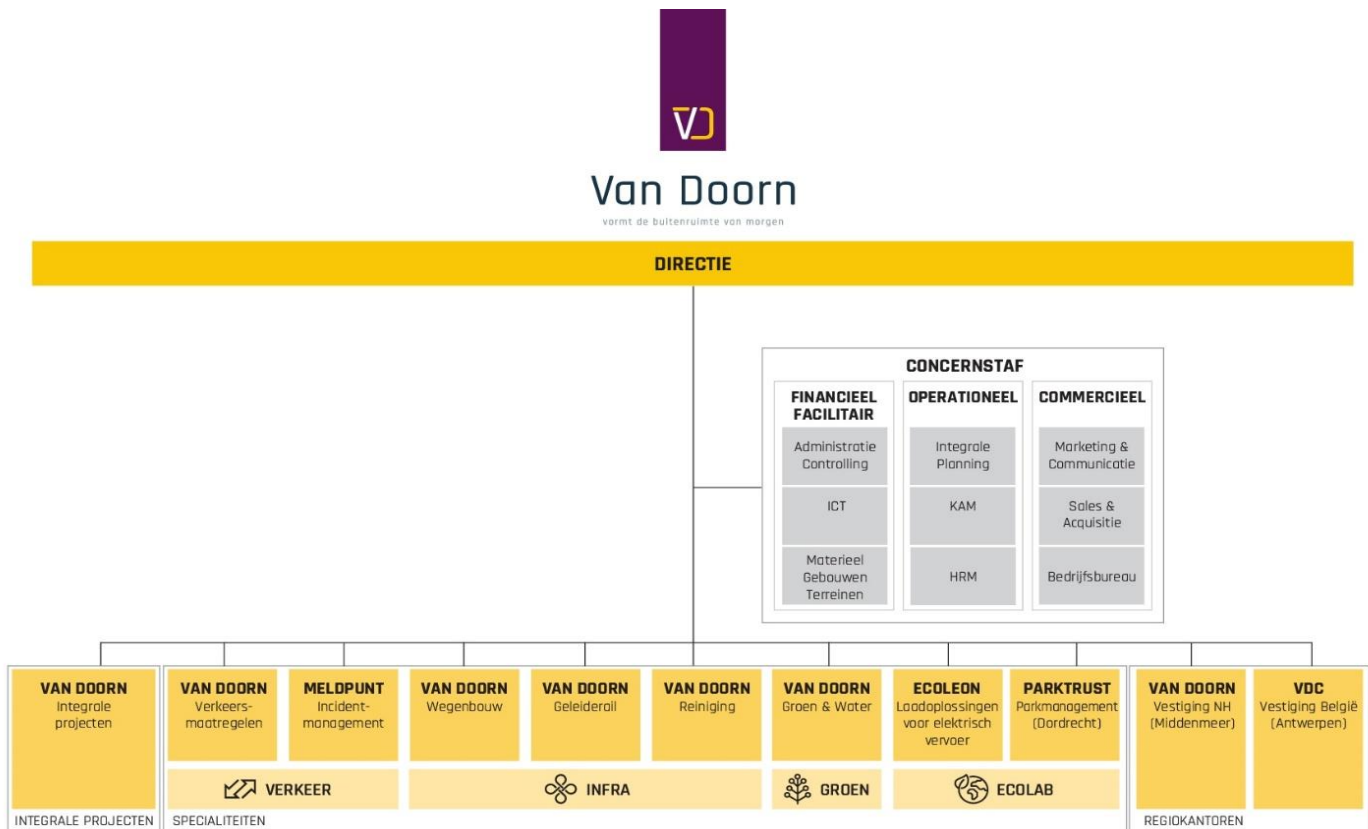 VD
Van Doorn
vormt de buitenruimte van morgen
DIRECTIE
CONCERNSTAF
FINANCIEEL
FACILITAIR
Administratie
Controlling
ICT
Materieel
Gebouwen
Terreinen
OPERATIONEEL
Integrale
Planning
KAM
HRM
COMMERCIEEL
Marketing &
Communicatie
Sales &
Acquisitie
Bedrijfsbureau
VAN DOORN
Integrale
projecten
INTEGRALE PROJECTEN
VAN DOORN
Verkeers-
maatregelen
MELDPUNT
Incident-
management
VERKEER
VAN DOORN
Wegenbouw
VAN DOORN
Geleiderail
VAN DOORN
Reiniging
INFRA
VAN DOORN
Groen & Water
GROEN
ECOLEON
Laadoplossingen
voor elektrisch
vervoer
PARKTRUST
Parkmanagement
(Dordrecht)
ECOLAB
SPECIALITEITEN
VAN DOORN
Vestiging NH
(Middenmeer)
VDC
Vestiging België
(Antwerpen)
REGIOKANTOREN